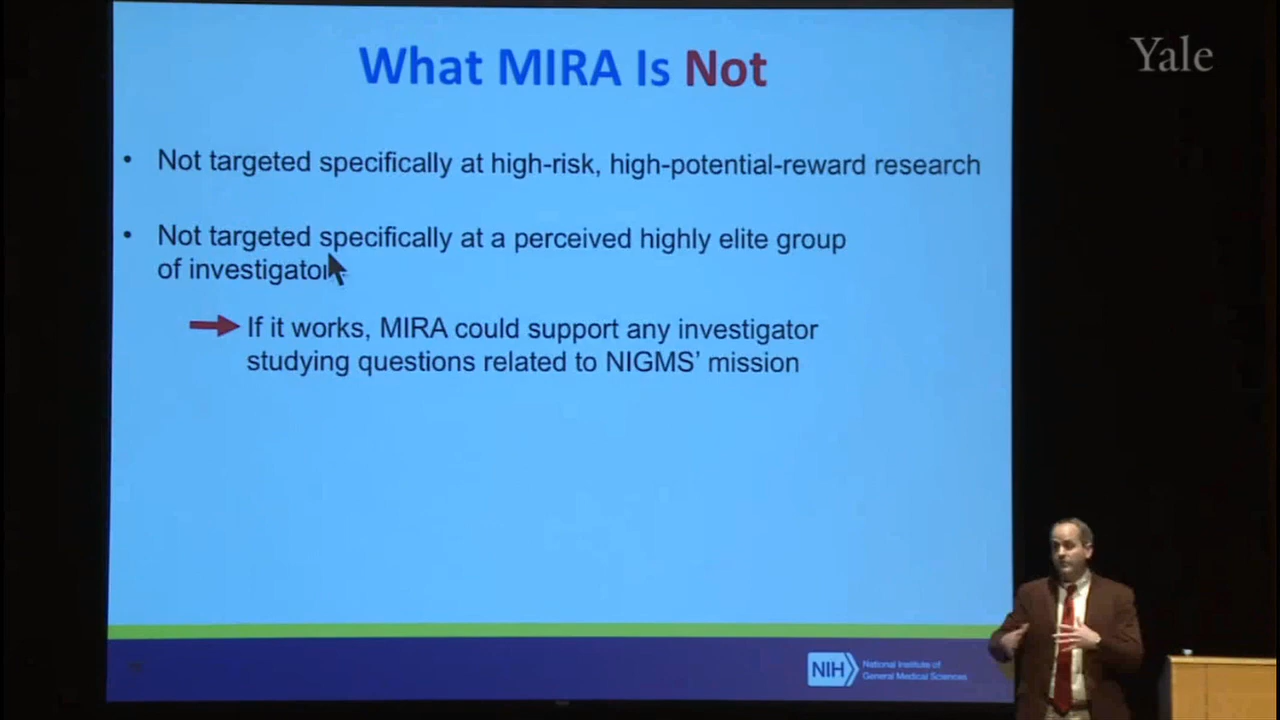 Yale
What MIRA Is Not
• Not targeted specifically at high-risk, high-potential-reward research
• Not targeted specifically at a perceived highly elite group
of investigator
If it works, MIRA could support any investigator
studying questions related to NIGMS’ mission
NIH
National Institute of
General Medical Sciences